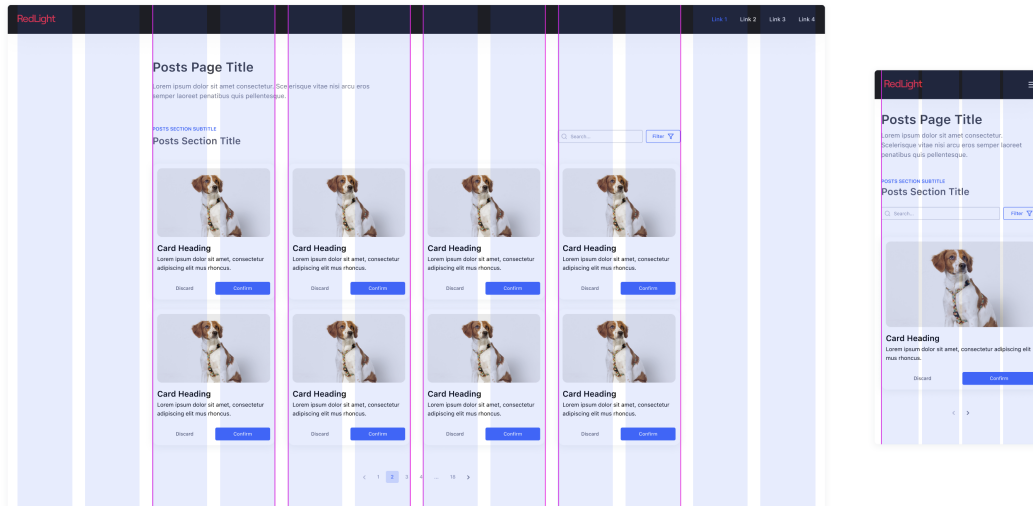 RedLight
Link 1 Link 2 Link 3 Link 4
Posts Page Title
Lorem ipsum dolor sit amet consectetur. Scelerisque vitae nisi arcu eros
semper laoreet penatibus quis pellentesque.
POSTS SECTION SUBTITLE
Posts Section Title
Search...
Filter
Card Heading
Lorem ipsum dolor sit amet, consectetur
adipiscing elit mus rhoncus.
Discard Confirm
Card Heading
Lorem ipsum dolor sit amet, consectetur
adipiscing elit mus rhoncus.
Discard Confirm
Card Heading
Lorem ipsum dolor sit amet, consectetur
adipiscing elit mus rhoncus.
Discard Confirm
Card Heading
Lorem ipsum dolor sit amet, consectetur
adipiscing elit mus rhoncus.
Discard Confirm
Card Heading
Lorem ipsum dolor sit amet, consectetur
adipiscing elit mus rhoncus.
Discard Confirm
Card Heading
Lorem ipsum dolor sit amet, consectetur
adipiscing elit mus rhoncus.
Discard Confirm
Card Heading
Lorem ipsum dolor sit amet, consectetur
adipiscing elit mus rhoncus.
Discard Confirm
Card Heading
Lorem ipsum dolor sit amet, consectetur
adipiscing elit mus rhoncus.
Discard Confirm
< 1 2 3 4 ... 10 >
RedLight
Posts Page Title
Lorem ipsum dolor sit amet consectetur.
Scelerisque vitae nisi arcu eros semper laoreet
penatibus quis pellentesque.
POSTS SECTION SUBTITLE
Posts Section Title
Search...
Filter
Card Heading
Lorem ipsum dolor sit amet, consectetur adipiscing elit
mus rhoncus.
Discard Confirm
< >